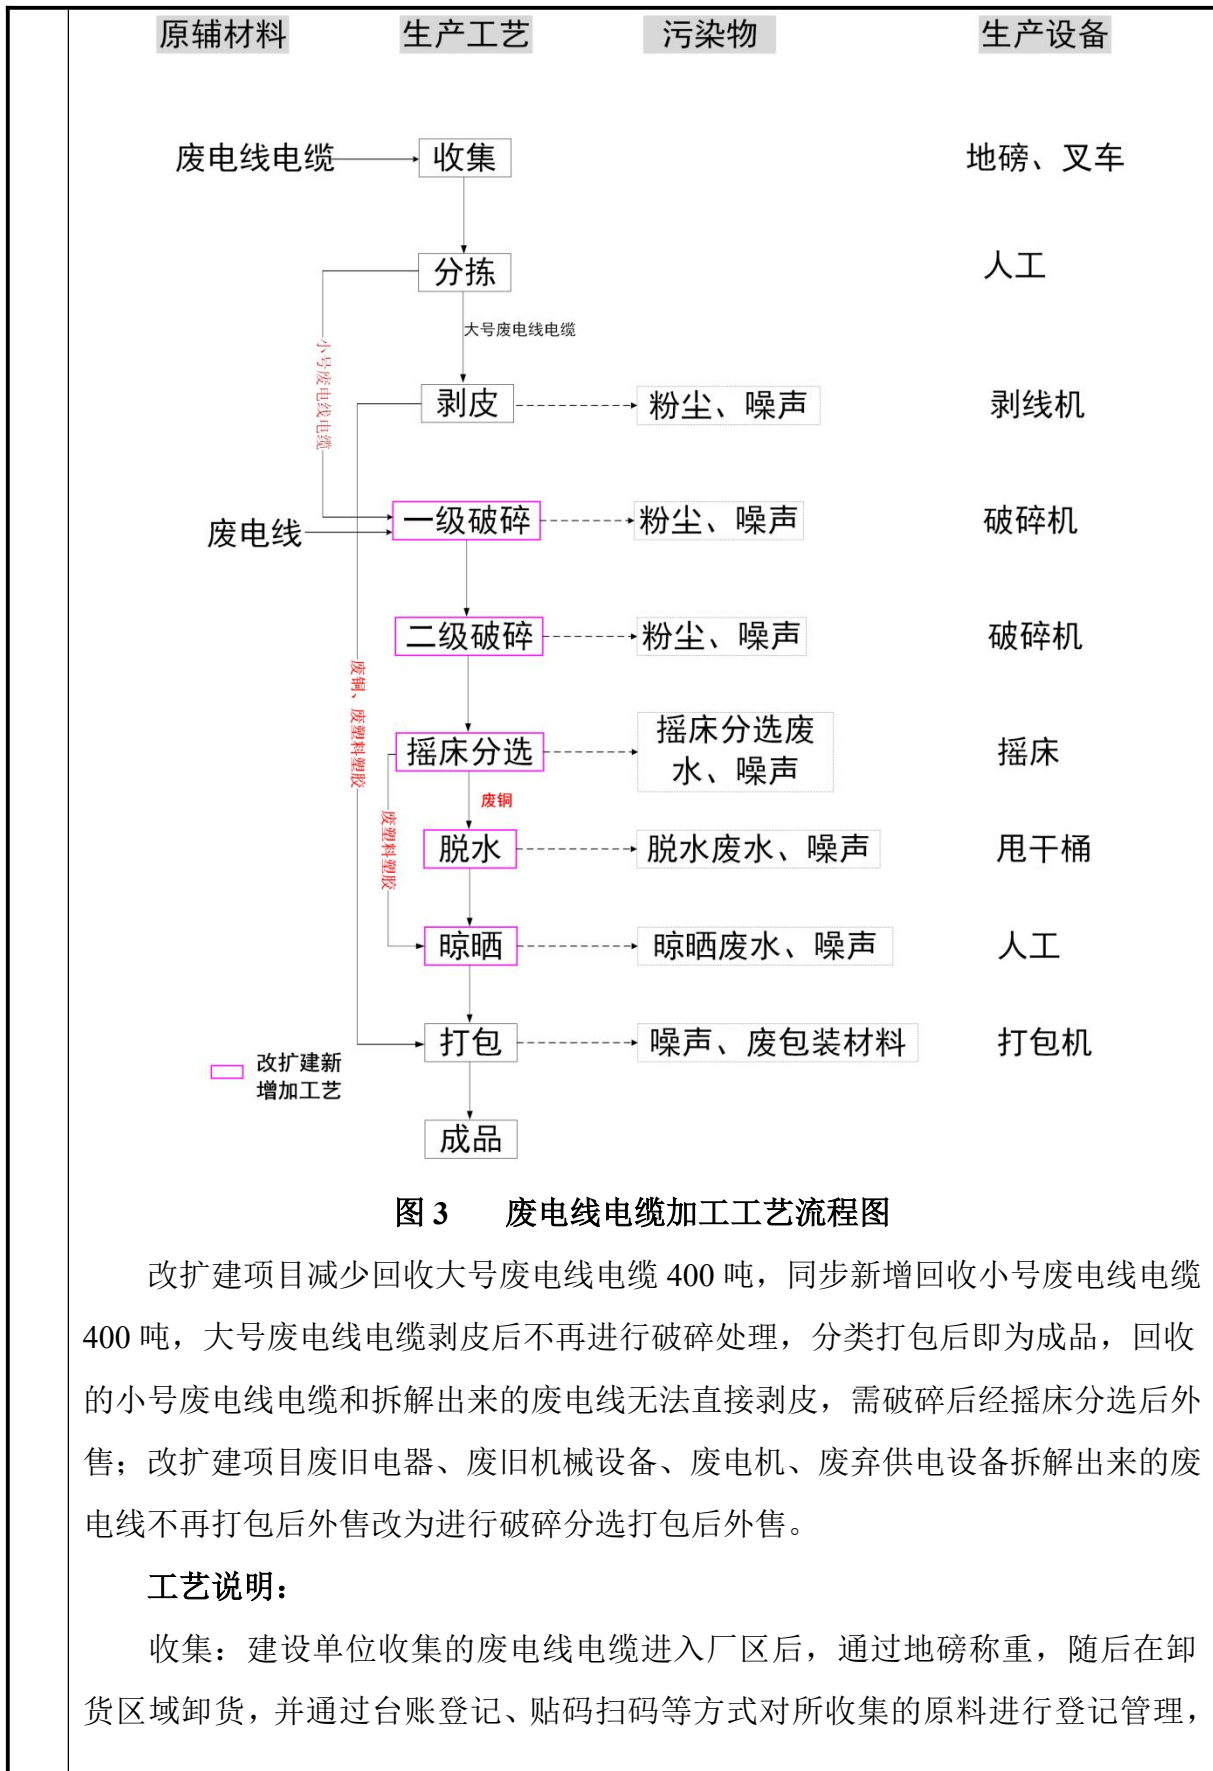 原辅材料 生产工艺 污染物 生产设备
废电线电缆 收集 地磅、叉车
分拣 人工
大号废电线电缆
小号废电线电缆
剥皮 粉尘、噪声 剥线机
废电线 一级破碎 粉尘、噪声 破碎机
二级破碎 粉尘、噪声 破碎机
废铜、废塑料塑胶
摇床分选 摇床分选废
水、噪声 摇床
废铜
废塑料塑胶
脱水 脱水废水、噪声 甩干桶
晾晒 晾晒废水、噪声 人工
打包 噪声、废包装材料 打包机
改扩建新
增加工艺
成品
图 3 废电线电缆加工工艺流程图
改扩建项目减少回收大号废电线电缆 400 吨，同步新增回收小号废电线电缆
400 吨，大号废电线电缆剥皮后不再进行破碎处理，分类打包后即为成品，回收
的小号废电线电缆和拆解出来的废电线无法直接剥皮，需破碎后经摇床分选后外
售；改扩建项目废旧电器、废旧机械设备、废电机、废弃供电设备拆解出来的废
电线不再打包后外售改为进行破碎分选打包后外售。
工艺说明：
收集：建设单位收集的废电线电缆进入厂区后，通过地磅称重，随后在卸
货区域卸货，并通过台账登记、贴码扫码等方式对所收集的原料进行登记管理，